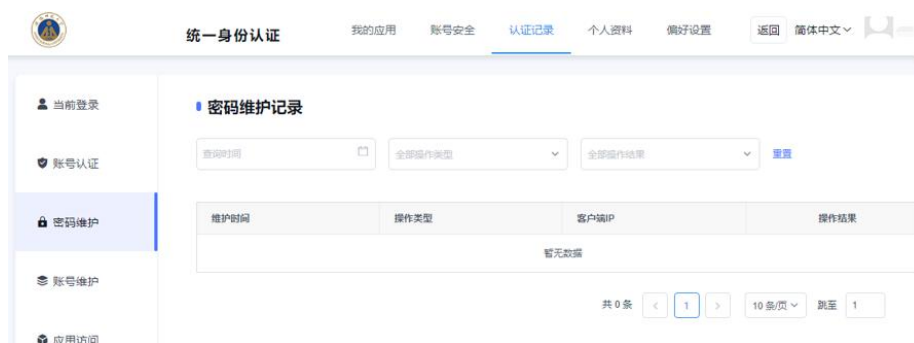 统一身份认证 我的应用 账号安全 认证记录 个人资料 偏好设置 返回 简体中文
当前登录
账号认证
密码维护
账号维护
应用访问
密码维护记录
查询时间 全部操作类型 全部操作结果 重置
维护时间 操作类型 客户端IP 操作结果
暂无数据
共 0 条 < 1 > 10 条/页 跳至 1